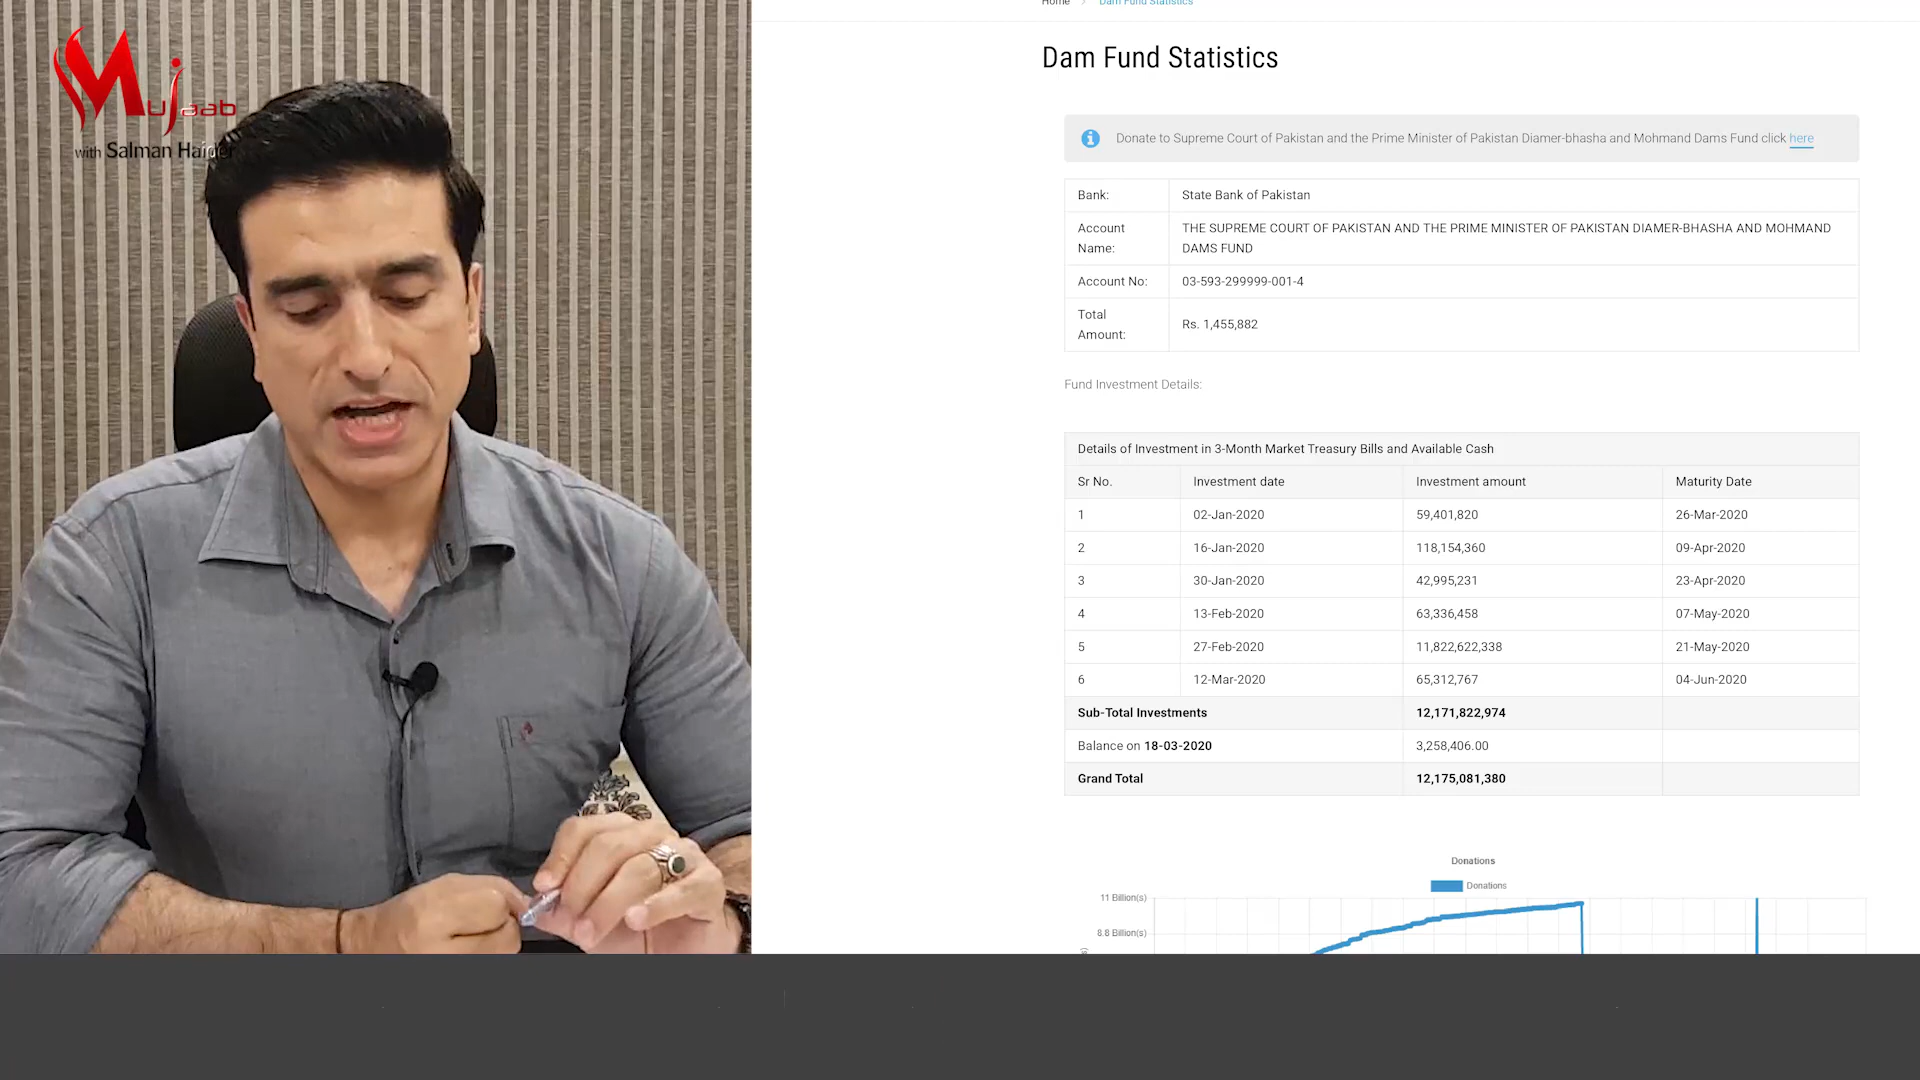 Mujaab
with Salman Haider
Home > Dam Fund Statistics
Dam Fund Statistics
Donate to Supreme Court of Pakistan and the Prime Minister of Pakistan Diamer-bhasha and Mohmand Dams Fund click here
Bank: State Bank of Pakistan
Account Name: THE SUPREME COURT OF PAKISTAN AND THE PRIME MINISTER OF PAKISTAN DIAMER-BHASHA AND MOHMAND
DAMS FUND
Account No: 03-593-299999-001-4
Total Amount: Rs. 1,455,882
Fund Investment Details:
Details of Investment in 3-Month Market Treasury Bills and Available Cash
Sr No. Investment date Investment amount Maturity Date
1 02-Jan-2020 59,401,820 26-Mar-2020
2 16-Jan-2020 118,154,360 09-Apr-2020
3 30-Jan-2020 42,995,231 23-Apr-2020
4 13-Feb-2020 63,336,458 07-May-2020
5 27-Feb-2020 11,822,622,338 21-May-2020
6 12-Mar-2020 65,312,767 04-Jun-2020
Sub-Total Investments 12,171,822,974
Balance on 18-03-2020 3,258,406.00
Grand Total 12,175,081,380
Donations
Donations
11 Billion(s)
8.8 Billion(s)